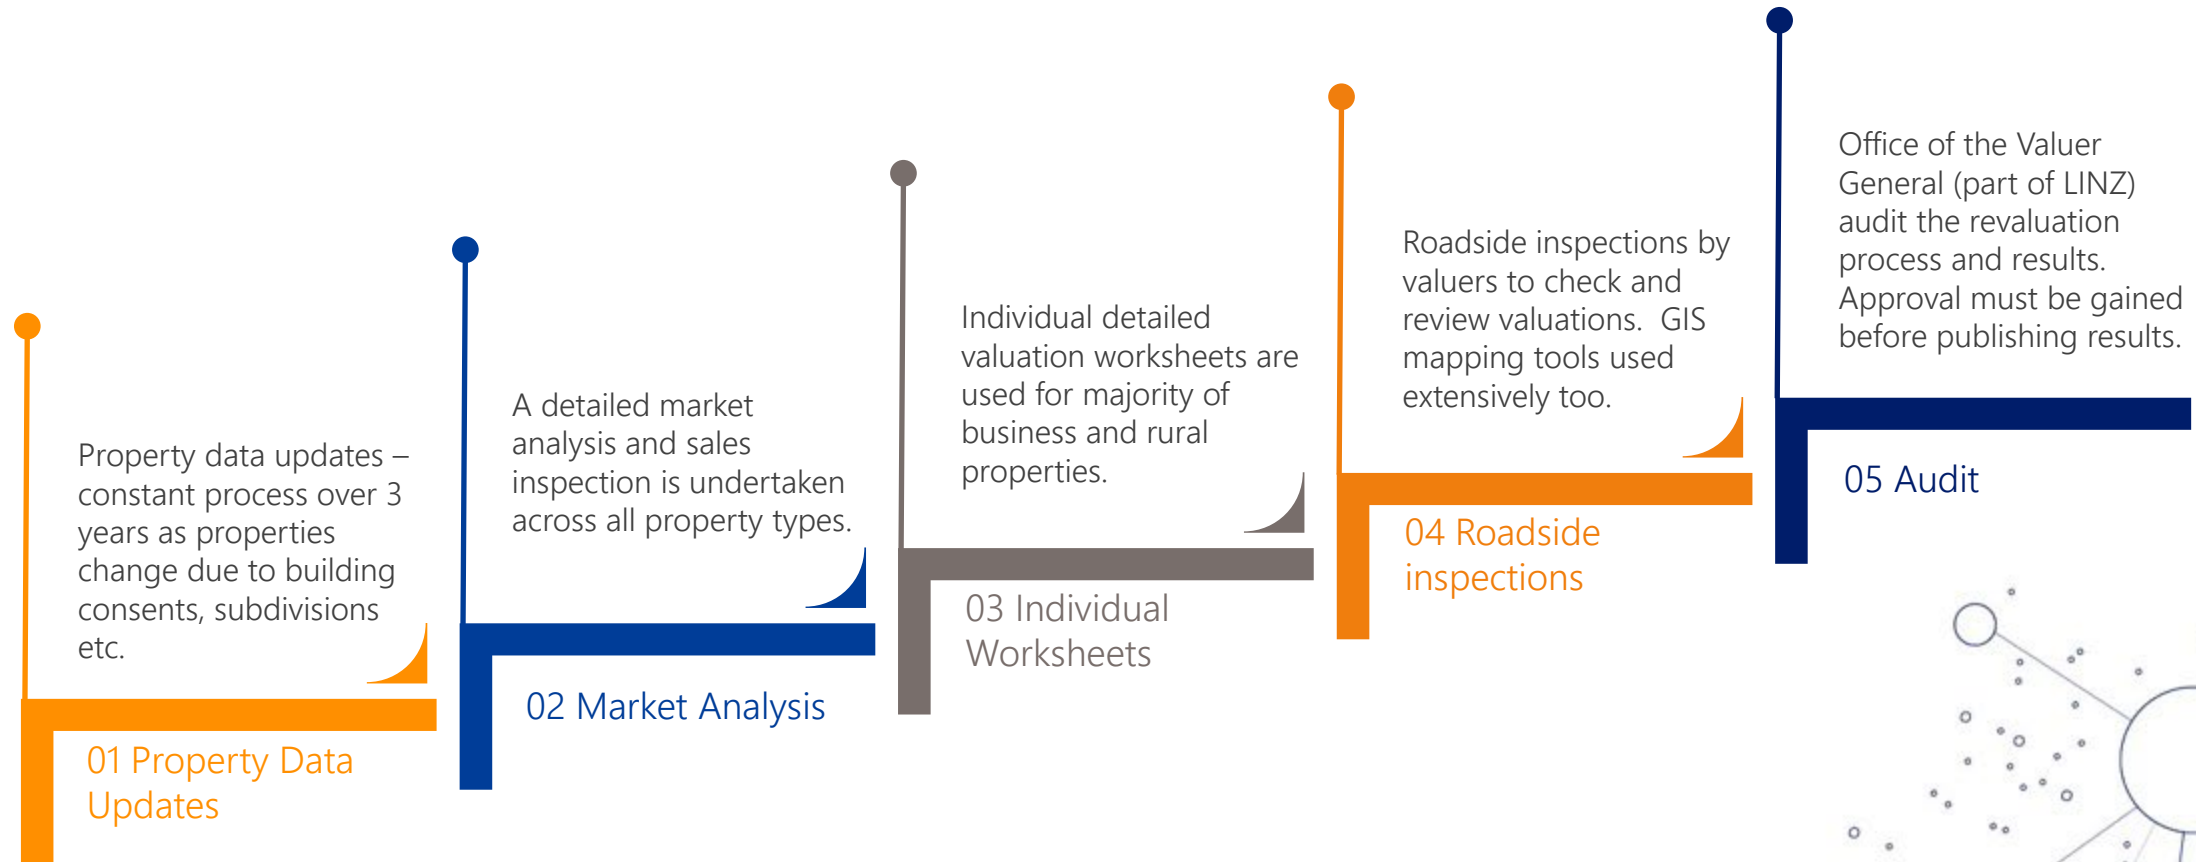 Property data updates –
constant process over 3
years as properties
change due to building
consents, subdivisions
etc.
01 Property Data
Updates
A detailed market
analysis and sales
inspection is undertaken
across all property types.
02 Market Analysis
Individual detailed
valuation worksheets are
used for majority of
business and rural
properties.
03 Individual
Worksheets
Roadside inspections by
valuers to check and
review valuations.  GIS
mapping tools used
extensively too.
04 Roadside
inspections
Office of the Valuer
General (part of LINZ)
audit the revaluation
process and results.
Approval must be gained
before publishing results.
05 Audit